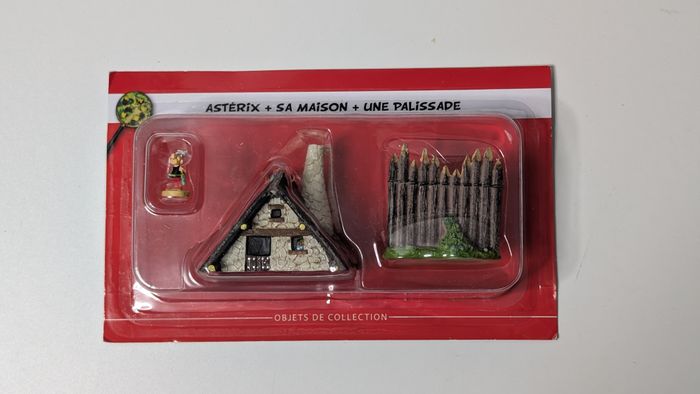 ASTÉRiX + SA MAiSON + UNE PALiSSADE
OBJETS DE COLLECTION